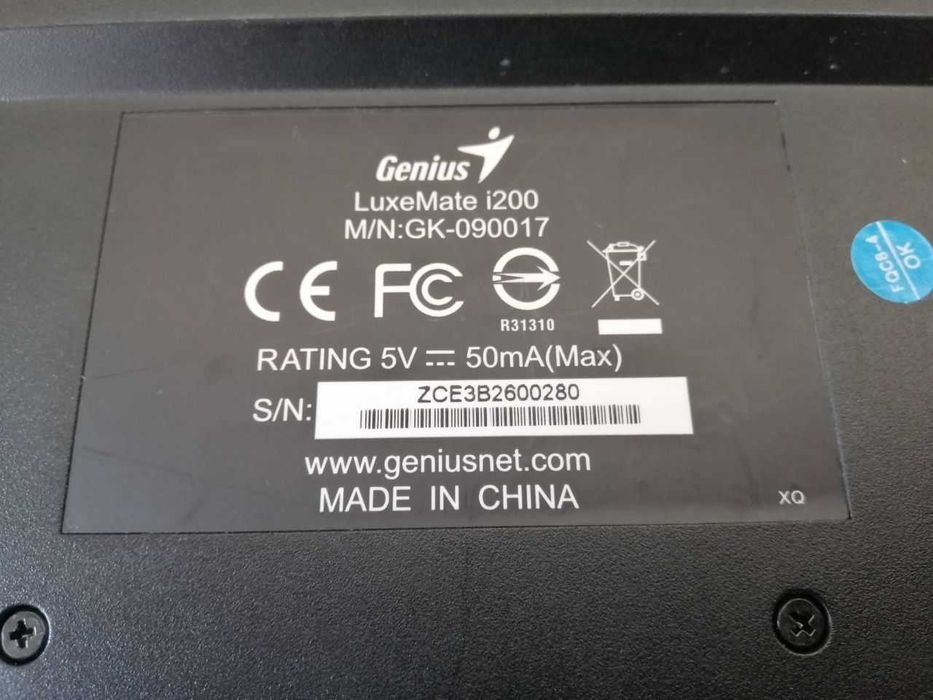 Genius
LuxeMate i200
M/N:GK-090017
CE FC
R31310
RATING 5V ⎓ 50mA(Max)
S/N: ZCE3B2600280
www.geniusnet.com
MADE IN CHINA
XQ
FQC8-4
OK